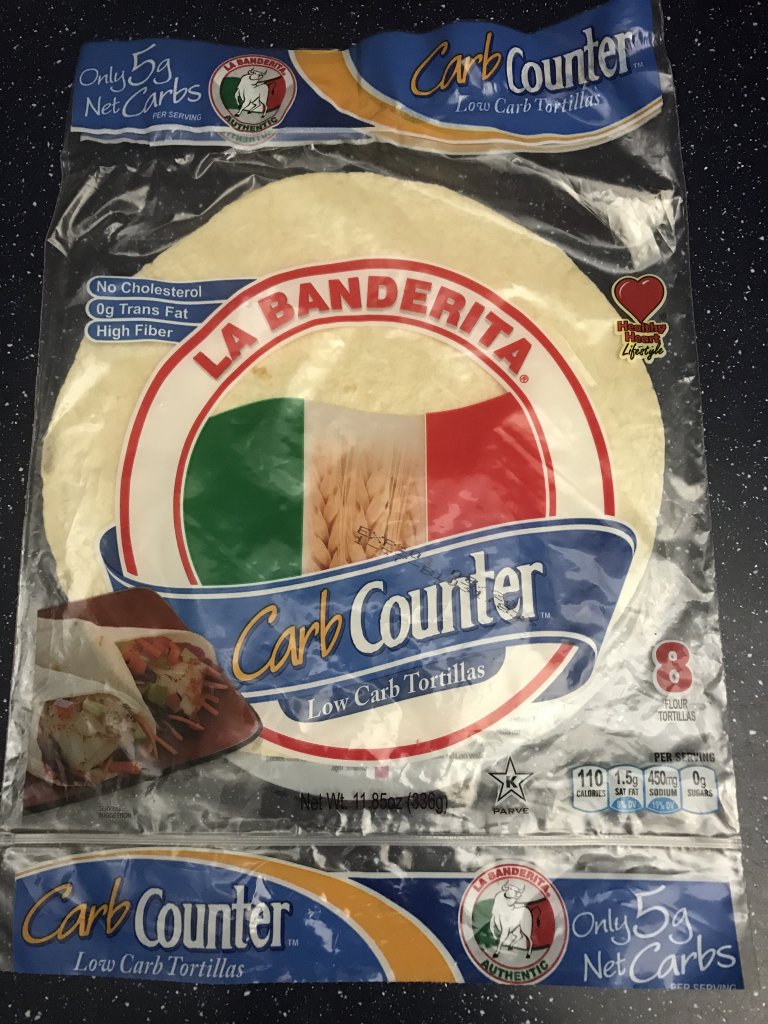 Only 5g
Net Carbs
PER SERVING
LA BANDERITA
AUTHENTIC
Carb Counter™
Low Carb Tortillas
No Cholesterol
0g Trans Fat
High Fiber
LA BANDERITA®
Healthy
Heart
Lifestyle
Carb Counter™
Low Carb Tortillas
8
FLOUR
TORTILLAS
PER SERVING
110 CALORIES
1.5g SAT FAT 8% DV
450mg SODIUM 19% DV
0g SUGARS
K
PARVE
Net Wt. 11.85oz (336g)
SERVING
SUGGESTION
Carb Counter™
Low Carb Tortillas
LA BANDERITA
AUTHENTIC
Only 5g
Net Carbs
PER SERVING